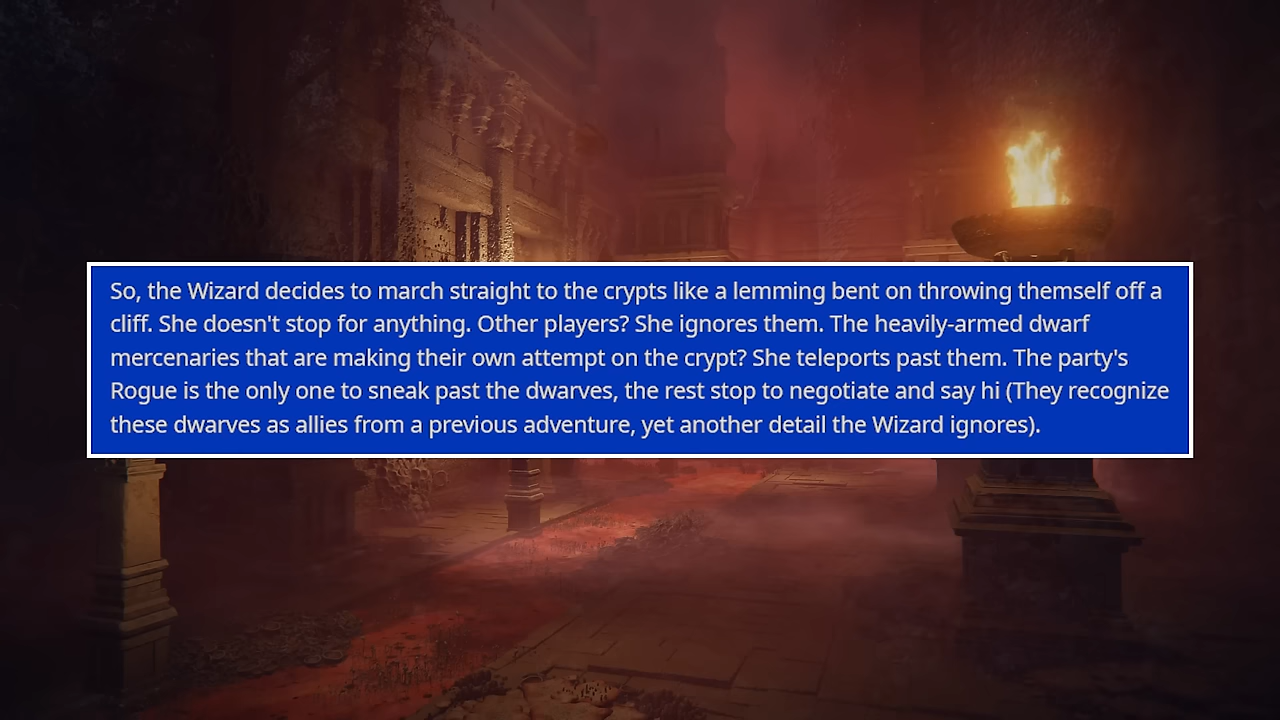 So, the Wizard decides to march straight to the crypts like a lemming bent on throwing themself off a
cliff. She doesn't stop for anything. Other players? She ignores them. The heavily-armed dwarf
mercenaries that are making their own attempt on the crypt? She teleports past them. The party's
Rogue is the only one to sneak past the dwarves, the rest stop to negotiate and say hi (They recognize
these dwarves as allies from a previous adventure, yet another detail the Wizard ignores).